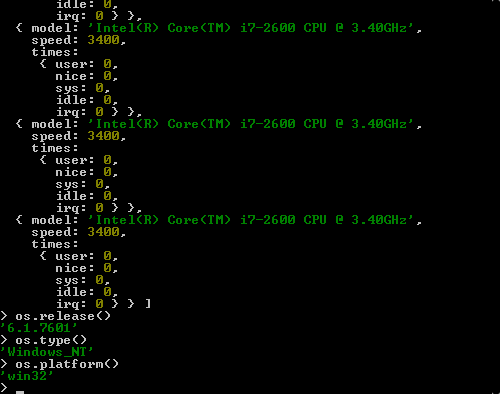 idle: 0,
irq: 0 } },
{ model: 'Intel(R) Core(TM) i7-2600 CPU @ 3.40GHz',
speed: 3400,
times:
{ user: 0,
nice: 0,
sys: 0,
idle: 0,
irq: 0 } },
{ model: 'Intel(R) Core(TM) i7-2600 CPU @ 3.40GHz',
speed: 3400,
times:
{ user: 0,
nice: 0,
sys: 0,
idle: 0,
irq: 0 } },
{ model: 'Intel(R) Core(TM) i7-2600 CPU @ 3.40GHz',
speed: 3400,
times:
{ user: 0,
nice: 0,
sys: 0,
idle: 0,
irq: 0 } } ]
> os.release()
'6.1.7601'
> os.type()
'Windows_NT'
> os.platform()
'win32'
> _